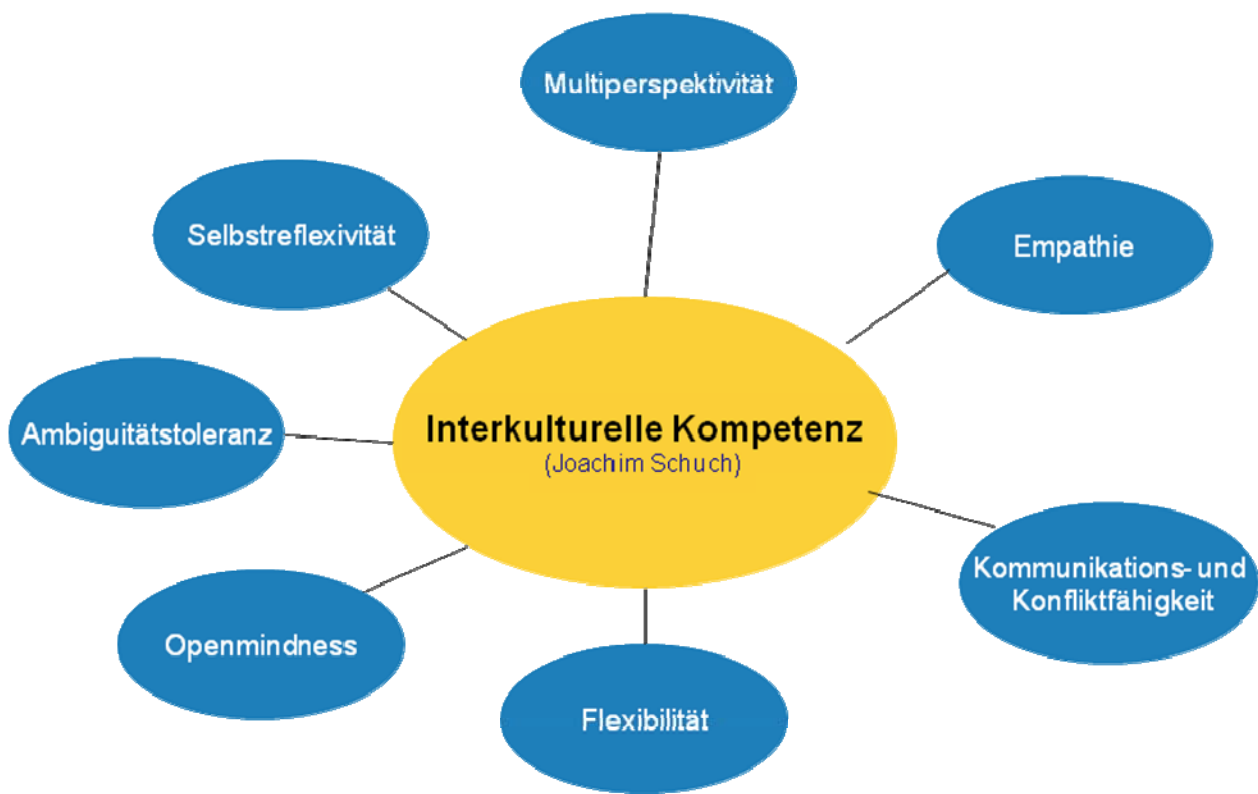 Multiperspektivität
Selbstreflexivität
Empathie
Ambiguitätstoleranz
Interkulturelle Kompetenz
(Joachim Schuch)
Kommunikations- und
Konfliktfähigkeit
Openmindness
Flexibilität